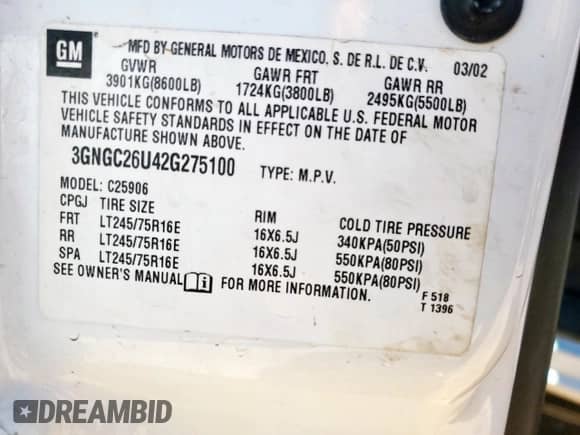 GM
MFD BY GENERAL MOTORS DE MEXICO, S. DE R.L. DE C.V. 03/02
GVWR GAWR FRT GAWR RR
3901KG(8600LB) 1724KG(3800LB) 2495KG(5500LB)
THIS VEHICLE CONFORMS TO ALL APPLICABLE U.S. FEDERAL MOTOR
VEHICLE SAFETY STANDARDS IN EFFECT ON THE DATE OF
MANUFACTURE SHOWN ABOVE.
3GNGC26U42G275100 TYPE: M.P.V.
MODEL: C25906
CPGJ TIRE SIZE RIM COLD TIRE PRESSURE
FRT LT245/75R16E 16X6.5J 340KPA(50PSI)
RR LT245/75R16E 16X6.5J 550KPA(80PSI)
SPA LT245/75R16E 16X6.5J 550KPA(80PSI)
SEE OWNER'S MANUAL i FOR MORE INFORMATION.
F 518
T 1396
DREAMBID